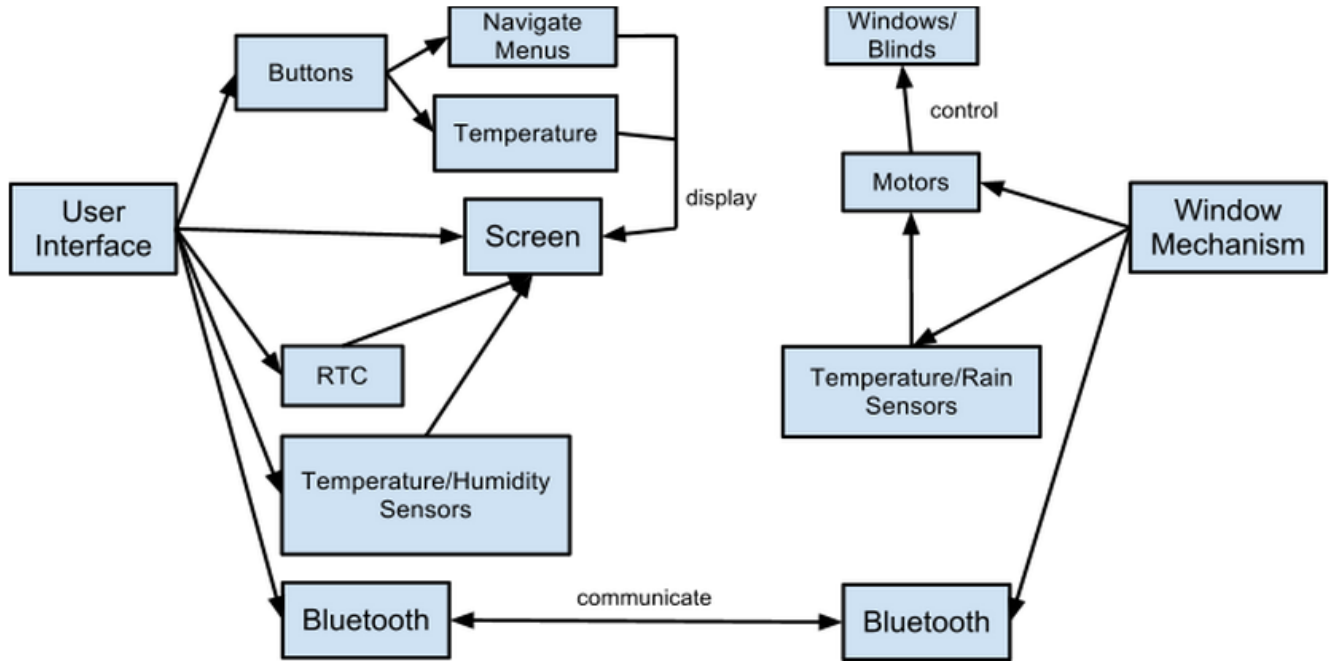 Navigate
Menus
Windows/
Blinds
Buttons
control
Temperature
Motors
display
User
Interface
Screen
Window
Mechanism
RTC
Temperature/Rain
Sensors
Temperature/Humidity
Sensors
communicate
Bluetooth
Bluetooth